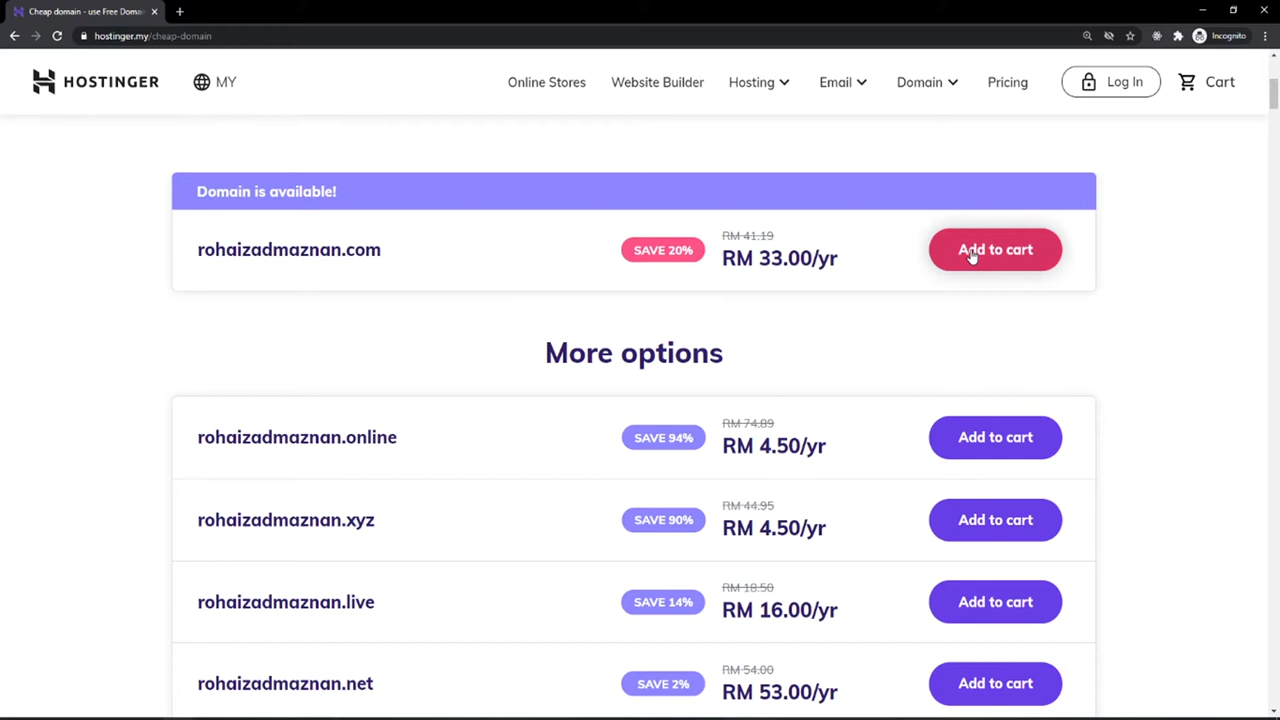 Cheap domain - use Free Domai
hostinger.my/cheap-domain
Incognito
HOSTINGER
MY
Online Stores
Website Builder
Hosting
Email
Domain
Pricing
Log In
Cart
Domain is available!
rohaizadmaznan.com
SAVE 20%
RM 41.19
RM 33.00/yr
Add to cart
More options
rohaizadmaznan.online
SAVE 94%
RM 74.89
RM 4.50/yr
Add to cart
rohaizadmaznan.xyz
SAVE 90%
RM 44.95
RM 4.50/yr
Add to cart
rohaizadmaznan.live
SAVE 14%
RM 18.50
RM 16.00/yr
Add to cart
rohaizadmaznan.net
SAVE 2%
RM 54.00
RM 53.00/yr
Add to cart